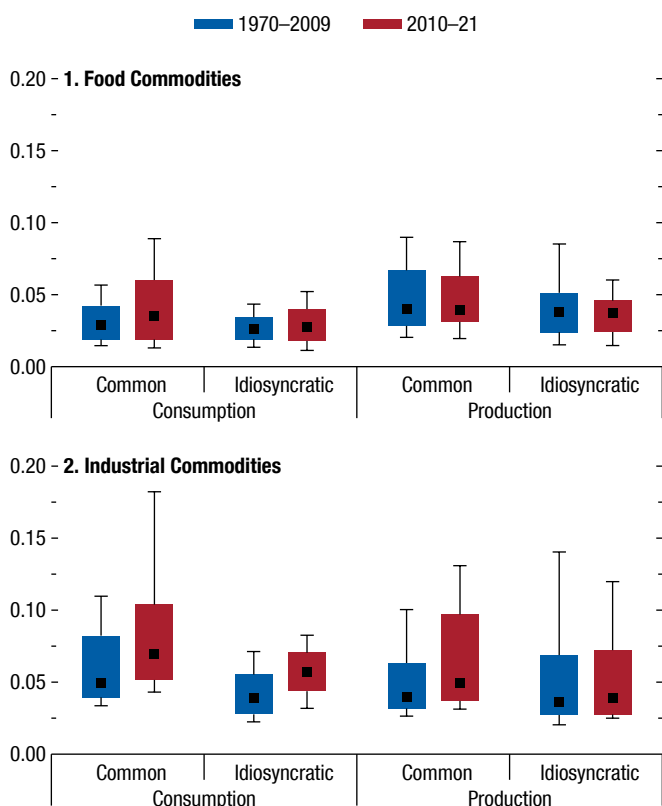 1970–2009 2010–21
0.20 1. Food Commodities
0.15
0.10
0.05
0.00
Common Idiosyncratic Common Idiosyncratic
Consumption Production
0.20 2. Industrial Commodities
0.15
0.10
0.05
0.00
Common Idiosyncratic Common Idiosyncratic
Consumption Production